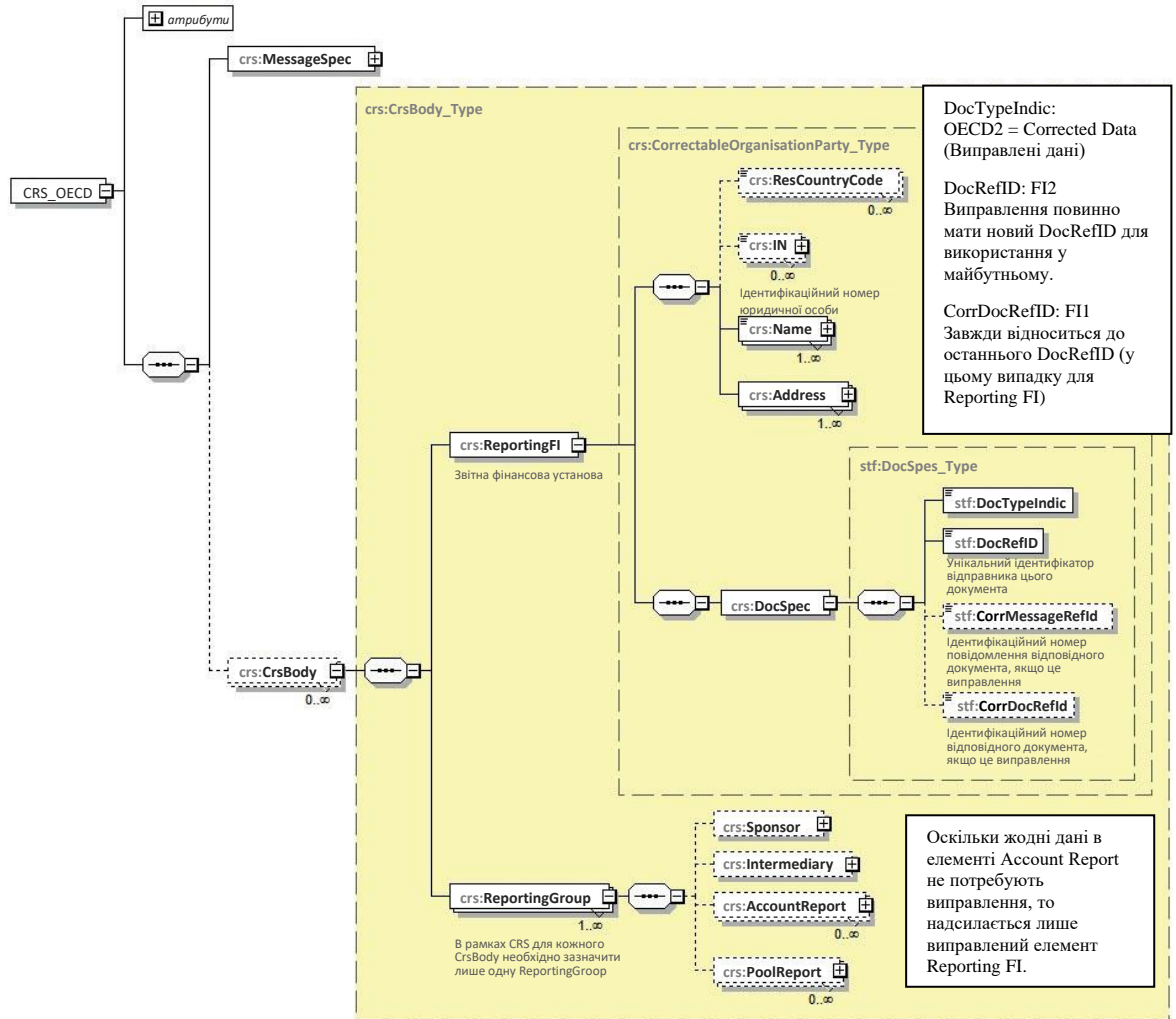 атрибути
crs:MessageSpec
CRS_OECD
crs:CrsBody_Type
crs:CorrectableOrganisationParty_Type
crs:ResCountryCode
0..∞
crs:IN
0..∞
Ідентифікаційний номер
юридичної особи
crs:Name
1..∞
crs:Address
1..∞
DocTypeIndic:
OECD2 = Corrected Data
(Виправлені дані)
DocRefID: FI2
Виправлення повинно
мати новий DocRefID для
використання у
майбутньому.
CorrDocRefID: FI1
Завжди відноситься до
останнього DocRefID (у
цьому випадку для
Reporting FI)
crs:ReportingFI
Звітна фінансова установа
stf:DocSpes_Type
stf:DocTypeIndic
stf:DocRefID
Унікальний ідентифікатор
відправника цього
документа
crs:DocSpec
stf:CorrMessageRefId
Ідентифікаційний номер
повідомлення відповідного
документа, якщо це
виправлення
stf:CorrDocRefId
Ідентифікаційний номер
відповідного документа,
якщо це виправлення
crs:CrsBody
0..∞
crs:Sponsor
crs:Intermediary
crs:ReportingGroup
1..∞
В рамках CRS для кожного
CrsBody необхідно зазначити
лише одну ReportingGroop
crs:AccountReport
0..∞
crs:PoolReport
0..∞
Оскільки жодні дані в
елементі Account Report
не потребують
виправлення, то
надсилається лише
виправлений елемент
Reporting FI.